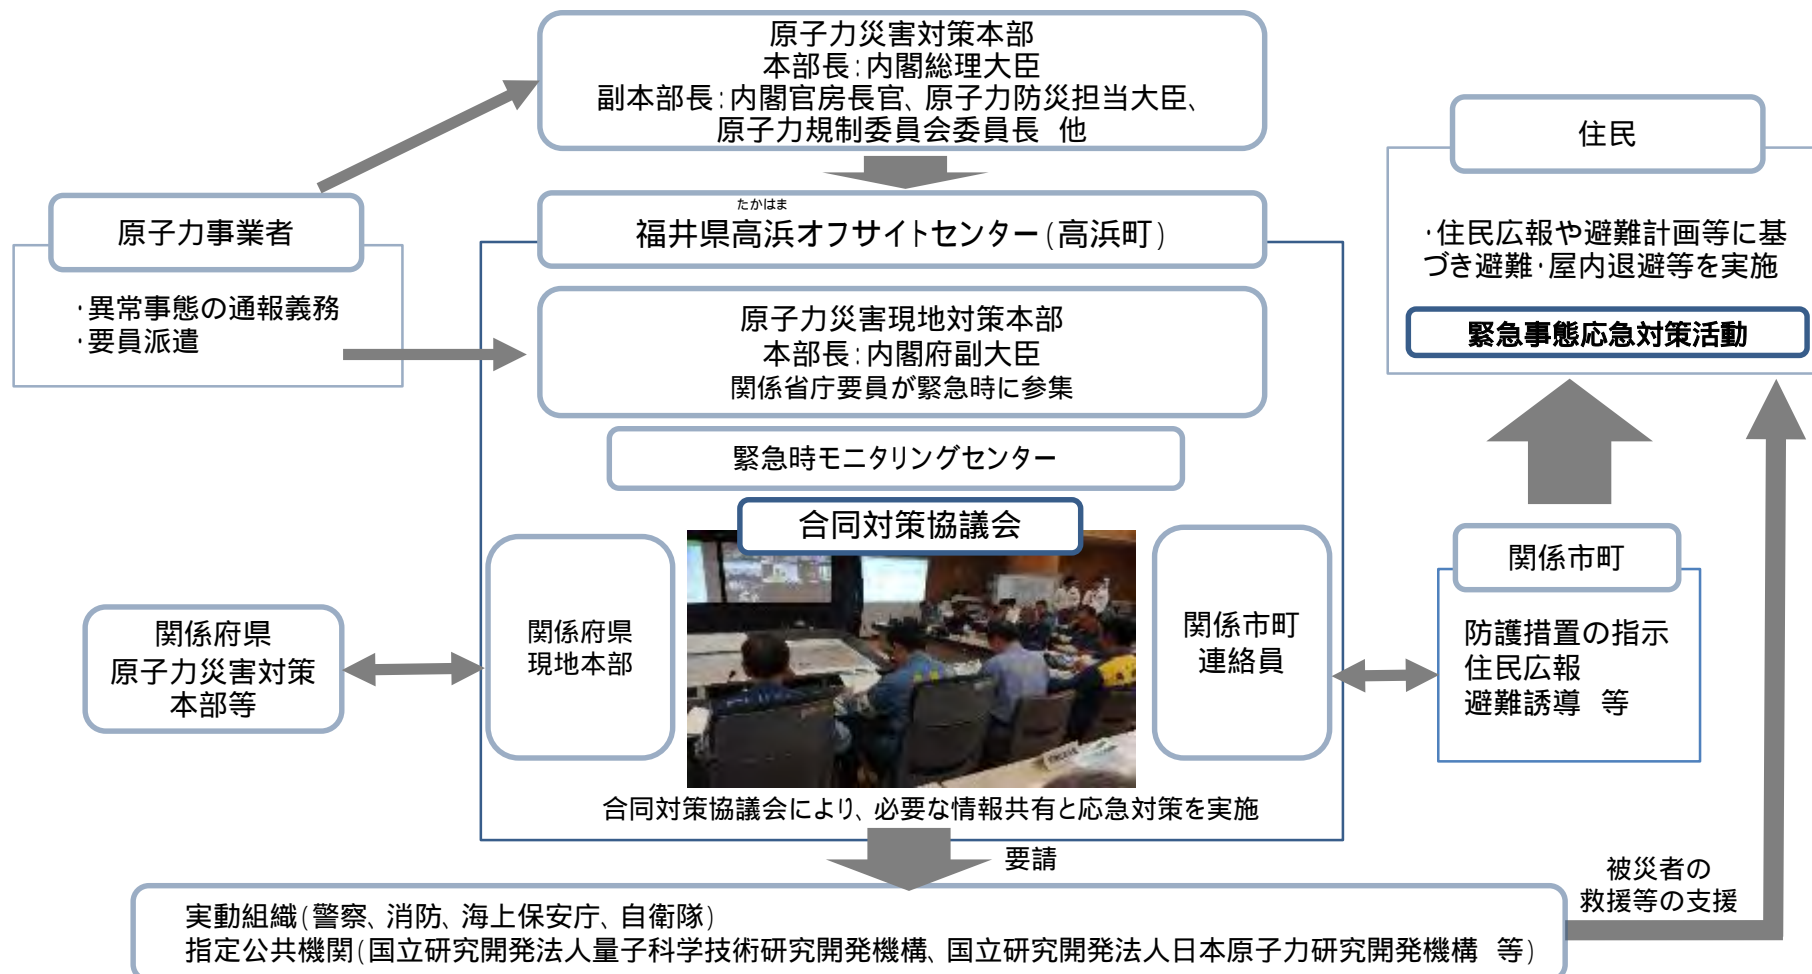 原子力災害対策本部
本部長：内閣総理大臣
副本部長：内閣官房長官、原子力防災担当大臣、
原子力規制委員会委員長 他
原子力事業者
・異常事態の通報義務
・要員派遣
たかはま
福井県高浜オフサイトセンター(高浜町)
原子力災害現地対策本部
本部長：内閣府副大臣
関係省庁要員が緊急時に参集
緊急時モニタリングセンター
合同対策協議会
関係府県
現地本部
関係市町
連絡員
合同対策協議会により、必要な情報共有と応急対策を実施
関係府県
原子力災害対策
本部等
住民
・住民広報や避難計画等に基
づき避難・屋内退避等を実施
緊急事態応急対策活動
関係市町
防護措置の指示
住民広報
避難誘導 等
要請
被災者の
救援等の支援
実動組織(警察、消防、海上保安庁、自衛隊)
指定公共機関(国立研究開発法人量子科学技術研究開発機構、国立研究開発法人日本原子力研究開発機構 等)